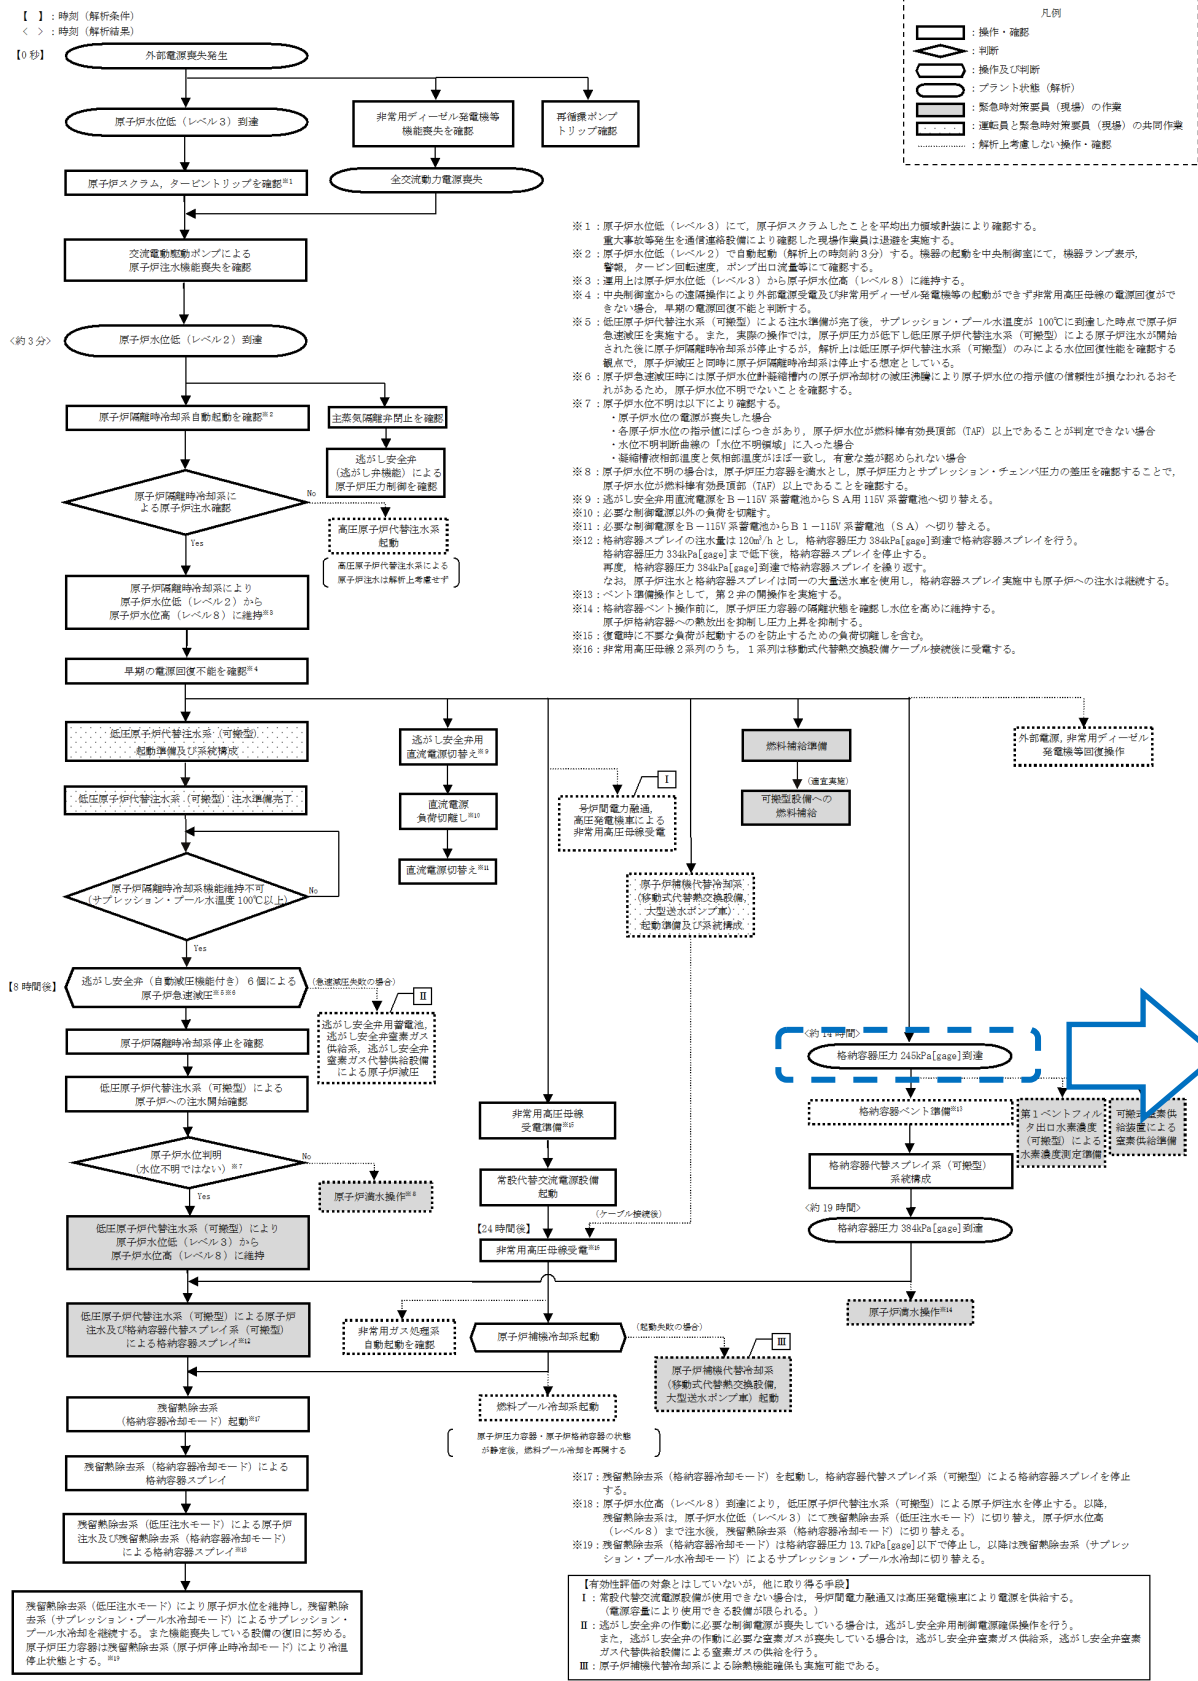 【　】：時刻（解析条件）
＜　＞：時刻（解析結果）
凡例
：操作・確認
：判断
：操作及び判断
：プラント状態（解析）
：緊急時対策要員（現場）の作業
：運転員と緊急時対策要員（現場）の共同作業
：解析上考慮しない操作・確認
【0秒】
外部電源喪失発生
原子炉水位低（レベル３）到達
非常用ディーゼル発電機等
機能喪失を確認
再循環ポンプ
トリップ確認
原子炉スクラム，タービントリップを確認※1
全交流動力電源喪失
交流電動駆動ポンプによる
原子炉注水機能喪失を確認
<約3分>
原子炉水位低（レベル２）到達
原子炉隔離時冷却系自動起動を確認※2
主蒸気隔離弁閉止を確認
逃がし安全弁
（逃がし弁機能）による
原子炉圧力制御を確認
原子炉隔離時冷却系に
よる原子炉注水確認
No
Yes
高圧原子炉代替注水系
起動
高圧原子炉代替注水系による
原子炉注水は解析上考慮せず
原子炉隔離時冷却系により
原子炉水位低（レベル２）から
原子炉水位高（レベル８）に維持※3
早期の電源回復不能を確認※4
※１：原子炉水位低（レベル３）にて，原子炉スクラムしたことを平均出力領域計装により確認する。
重大事故等発生を通信連絡設備により確認した現場作業員は退避を実施する。
※２：原子炉水位低（レベル２）で自動起動（解析上の時刻約３分）する。機器の起動を中央制御室にて，機器ランプ表示，
警報，タービン回転速度，ポンプ出口流量等にて確認する。
※３：運用上は原子炉水位低（レベル３）から原子炉水位高（レベル８）に維持する。
※４：中央制御室からの遠隔操作により外部電源受電及び非常用ディーゼル発電機等の起動ができず非常用高圧母線の電源回復がで
きない場合，早期の電源回復不能と判断する。
※５：低圧原子炉代替注水系（可搬型）による注水準備が完了後，サプレッション・プール水温度が 100℃に到達した時点で原子炉
急速減圧を実施する。また，実際の操作では，原子炉圧力が低下し低圧原子炉代替注水系（可搬型）による原子炉注水が開始
された後に原子炉隔離時冷却系が停止するが，解析上は低圧原子炉代替注水系（可搬型）のみによる水位回復性能を確認する
観点で，原子炉減圧と同時に原子炉隔離時冷却系は停止する想定としている。
※６：原子炉急速減圧時には原子炉水位計凝縮槽内の原子炉冷却材の減圧沸騰により原子炉水位の指示値の信頼性が損なわれるおそ
れがあるため，原子炉水位不明でないことを確認する。
※７：原子炉水位不明は以下により確認する。
・原子炉水位の電源が喪失した場合
・各原子炉水位の指示値にばらつきがあり，原子炉水位が燃料棒有効長頂部（TAF）以上であることが判定できない場合
・水位不明判断曲線の「水位不明領域」に入った場合
・凝縮槽液相部温度と気相部温度がほぼ一致し，有意な差が認められない場合
※８：原子炉水位不明の場合は，原子炉圧力容器を満水とし，原子炉圧力とサプレッション・チェンバ圧力の差圧を確認することで，
原子炉水位が燃料棒有効長頂部（TAF）以上であることを確認する。
※９：逃がし安全弁用直流電源をＢ－115V 系蓄電池からＳＡ用 115V 系蓄電池へ切り替える。
※10：必要な制御電源以外の負荷を切離す。
※11：必要な制御電源をＢ－115V 系蓄電池からＢ１－115V 系蓄電池（ＳＡ）へ切り替える。
※12：格納容器スプレイの注水量は 120m³/h とし，格納容器圧力 384kPa[gage]到達で格納容器スプレイを行う。
格納容器圧力 334kPa[gage]まで低下後，格納容器スプレイを停止する。
再度，格納容器圧力 384kPa[gage]到達で格納容器スプレイを繰り返す。
なお，原子炉注水と格納容器スプレイは同一の大量送水車を使用し，格納容器スプレイ実施中も原子炉への注水は継続する。
※13：ベント準備操作として，第２弁の開操作を実施する。
※14：格納容器ベント操作前に，原子炉圧力容器の隔離状態を確認し水位を高めに維持する。
原子炉格納容器への熱放出を抑制し圧力上昇を抑制する。
※15：復電時に不要な負荷が起動するのを防止するための負荷切離しを含む。
※16：非常用高圧母線２系列のうち，１系列は移動式代替熱交換設備ケーブル接続後に受電する。
低圧原子炉代替注水系（可搬型）
起動準備及び系統構成
低圧原子炉代替注水系（可搬型）注水準備完了
逃がし安全弁用
直流電源切替え※9
直流電源
負荷切離し※10
直流電源切替え※11
Ⅰ
号炉間電力融通，
高圧発電機車による
非常用高圧母線受電
燃料補給準備
（適宜実施）
可搬型設備への
燃料補給
外部電源，非常用ディーゼル
発電機等回復操作
原子炉補機代替冷却系
（移動式代替熱交換設備，
大型送水ポンプ車）
起動準備及び系統構成
原子炉隔離時冷却系機能維持不可
（サプレッション・プール水温度 100℃以上）
No
Yes
【8時間後】
逃がし安全弁（自動減圧機能付き）６個による
原子炉急速減圧※5※6
（急速減圧失敗の場合）
Ⅱ
逃がし安全弁用蓄電池，
逃がし安全弁窒素ガス
供給系，逃がし安全弁
窒素ガス代替供給設備
による原子炉減圧
原子炉隔離時冷却系停止を確認
低圧原子炉代替注水系（可搬型）による
原子炉への注水開始確認
原子炉水位判明
（水位不明ではない）※7
No
Yes
原子炉満水操作※8
低圧原子炉代替注水系（可搬型）により
原子炉水位低（レベル３）から
原子炉水位高（レベル８）に維持
非常用高圧母線
受電準備※15
常設代替交流電源設備
起動
（ケーブル接続後）
【24時間後】
非常用高圧母線受電※16
<約14時間>
格納容器圧力 245kPa[gage]到達
格納容器ベント準備※13
第１ベントフィル
タ出口水素濃度
（可搬型）による
水素濃度測定準備
可搬式窒素供
給装置による
窒素供給準備
格納容器代替スプレイ系（可搬型）
系統構成
<約19時間>
格納容器圧力 384kPa[gage]到達
原子炉満水操作※14
低圧原子炉代替注水系（可搬型）による原子炉
注水及び格納容器代替スプレイ系（可搬型）
による格納容器スプレイ※12
非常用ガス処理系
自動起動を確認
原子炉補機冷却系起動
（起動失敗の場合）
Ⅲ
原子炉補機代替冷却系
（移動式代替熱交換設備，
大型送水ポンプ車）起動
残留熱除去系
（格納容器冷却モード）起動※17
燃料プール冷却系起動
原子炉圧力容器・原子炉格納容器の状態
が静定後，燃料プール冷却を再開する
残留熱除去系（格納容器冷却モード）による
格納容器スプレイ
残留熱除去系（低圧注水モード）による原子炉
注水及び残留熱除去系（格納容器冷却モード）
による格納容器スプレイ※18
残留熱除去系（低圧注水モード）により原子炉水位を維持し，残留熱除
去系（サプレッション・プール水冷却モード）によるサプレッション・
プール水冷却を継続する。また機能喪失している設備の復旧に努める。
原子炉圧力容器は残留熱除去系（原子炉停止時冷却モード）により冷温
停止状態とする。※19
※17：残留熱除去系（格納容器冷却モード）を起動し，格納容器代替スプレイ系（可搬型）による格納容器スプレイを停止
する。
※18：原子炉水位高（レベル８）到達により，低圧原子炉代替注水系（可搬型）による原子炉注水を停止する。以降，
残留熱除去系は，原子炉水位低（レベル３）にて残留熱除去系（低圧注水モード）に切り替え，原子炉水位高
（レベル８）まで注水後，残留熱除去系（格納容器冷却モード）に切り替える。
※19：残留熱除去系（格納容器冷却モード）は格納容器圧力 13.7kPa[gage]以下で停止し，以降は残留熱除去系（サプレッ
ション・プール水冷却モード）によるサプレッション・プール水冷却に切り替える。
【有効性評価の対象とはしていないが，他に取り得る手段】
Ⅰ：常設代替交流電源設備が使用できない場合は，号炉間電力融通又は高圧発電機車により電源を供給する。
（電源容量により使用できる設備が限られる。）
Ⅱ：逃がし安全弁の作動に必要な制御電源が喪失している場合は，逃がし安全弁用制御電源確保操作を行う。
また，逃がし安全弁の作動に必要な窒素ガスが喪失している場合は，逃がし安全弁窒素ガス供給系，逃がし安全弁窒素
ガス代替供給設備による窒素ガスの供給を行う。
Ⅲ：原子炉補機代替冷却系による除熱機能確保も実施可能である。